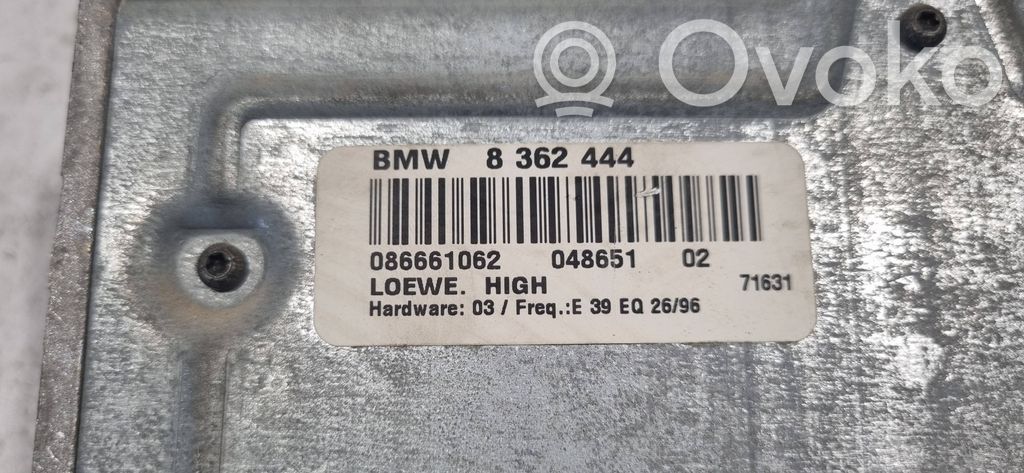 Ovoko
BMW 8 362 444
086661062 048651 02
LOEWE. HIGH 71631
Hardware: 03 / Freq.:E 39 EQ 26/96